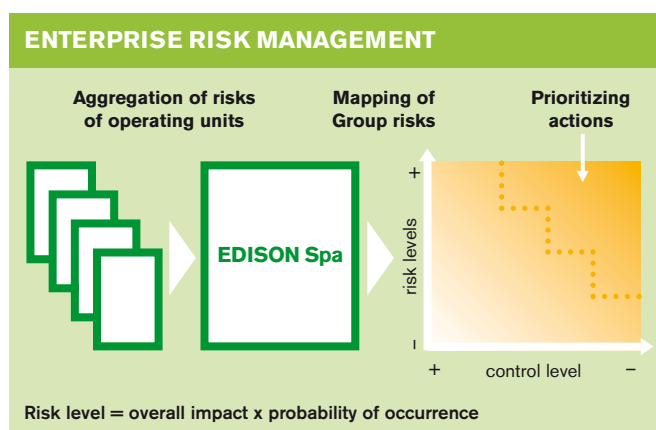 ENTERPRISE RISK MANAGEMENT
Aggregation of risks
of operating units
Mapping of
Group risks
Prioritizing
actions
EDISON Spa
+
risk levels
–
+
control level
–
Risk level = overall impact x probability of occurrence